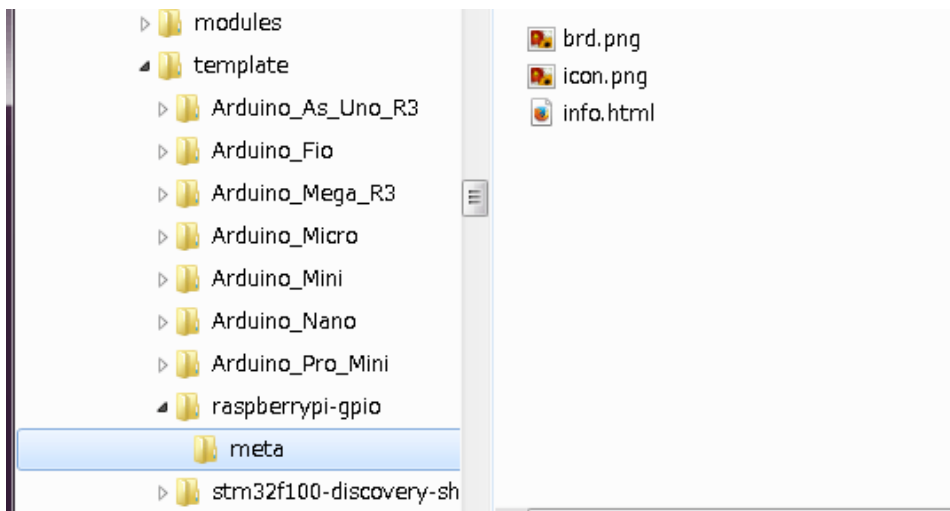 modules
template
Arduino_As_Uno_R3
Arduino_Fio
Arduino_Mega_R3
Arduino_Micro
Arduino_Mini
Arduino_Nano
Arduino_Pro_Mini
raspberrypi-gpio
meta
stm32f100-discovery-sh
brd.png
icon.png
info.html